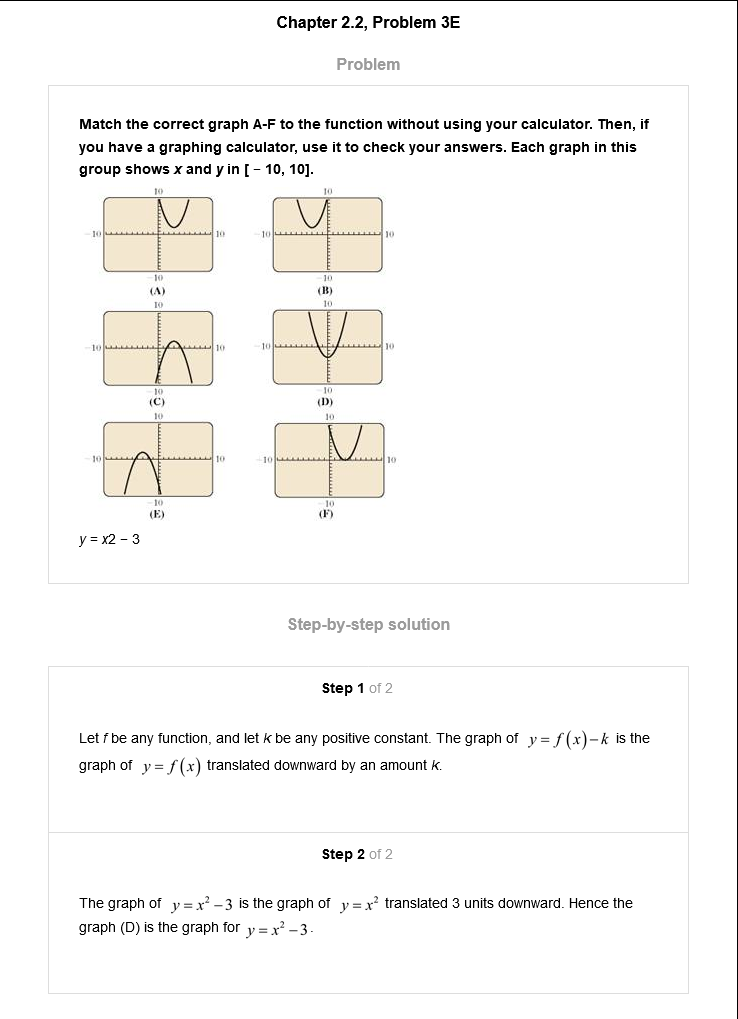 Chapter 2.2, Problem 3E
Problem
Match the correct graph A-F to the function without using your calculator. Then, if
you have a graphing calculator, use it to check your answers. Each graph in this
group shows x and y in [ − 10, 10].
10 10
−10 10 −10 10
−10 −10
(A) (B)
10 10
−10 10 −10 10
−10 −10
(C) (D)
10 10
−10 10 −10 10
−10 −10
(E) (F)
y = x2 − 3
Step-by-step solution
Step 1 of 2
Let f be any function, and let k be any positive constant. The graph of y = f(x) − k is the
graph of y = f(x) translated downward by an amount k.
Step 2 of 2
The graph of y = x² − 3 is the graph of y = x² translated 3 units downward. Hence the
graph (D) is the graph for y = x² − 3.